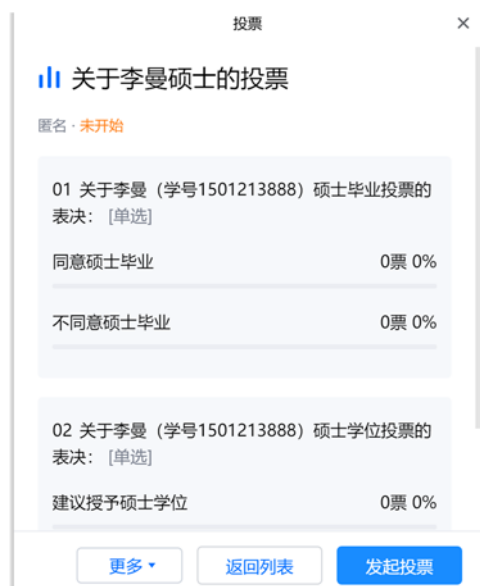 投票
关于李曼硕士的投票
匿名 · 未开始
01 关于李曼（学号1501213888）硕士毕业投票的
表决： [单选]
同意硕士毕业 0票 0%
不同意硕士毕业 0票 0%
02 关于李曼（学号1501213888）硕士学位投票的
表决： [单选]
建议授予硕士学位 0票 0%
更多 返回列表 发起投票